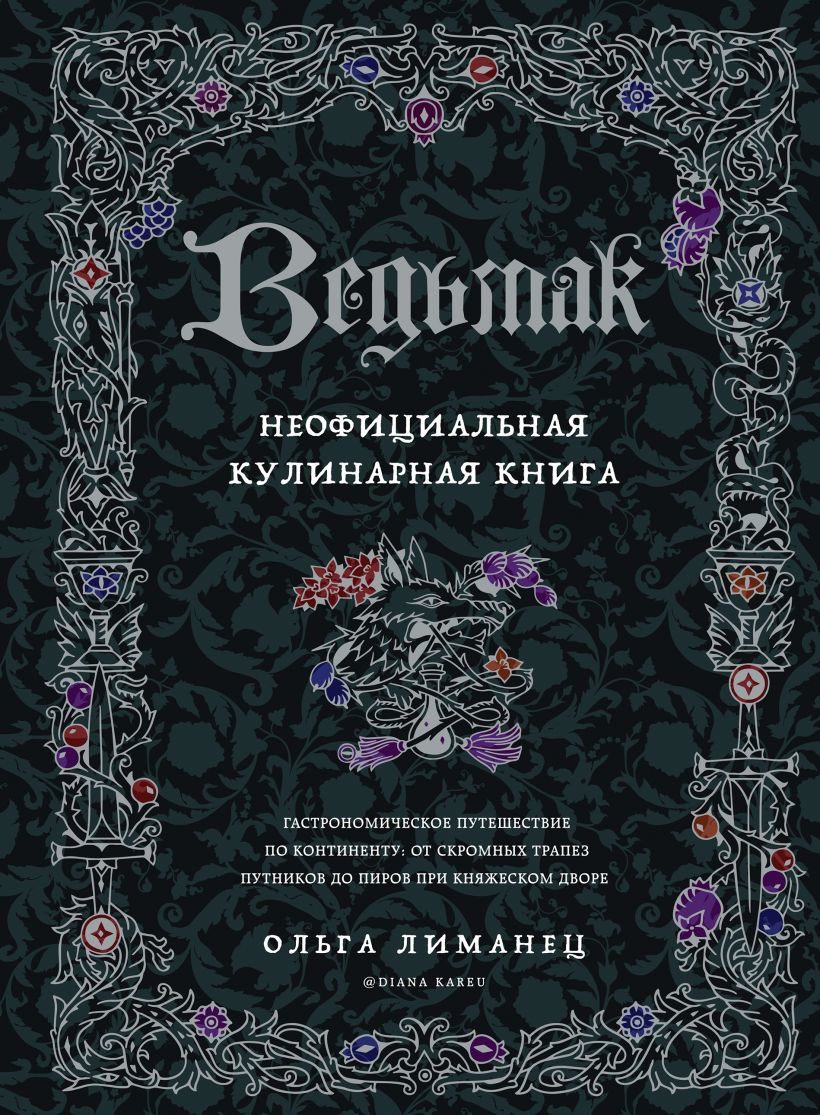 Ведьмак
НЕОФИЦИАЛЬНАЯ
КУЛИНАРНАЯ КНИГА
ГАСТРОНОМИЧЕСКОЕ ПУТЕШЕСТВИЕ
ПО КОНТИНЕНТУ: ОТ СКРОМНЫХ ТРАПЕЗ
ПУТНИКОВ ДО ПИРОВ ПРИ КНЯЖЕСКОМ ДВОРЕ
ОЛЬГА ЛИМАНЕЦ
@DIANA KAREU